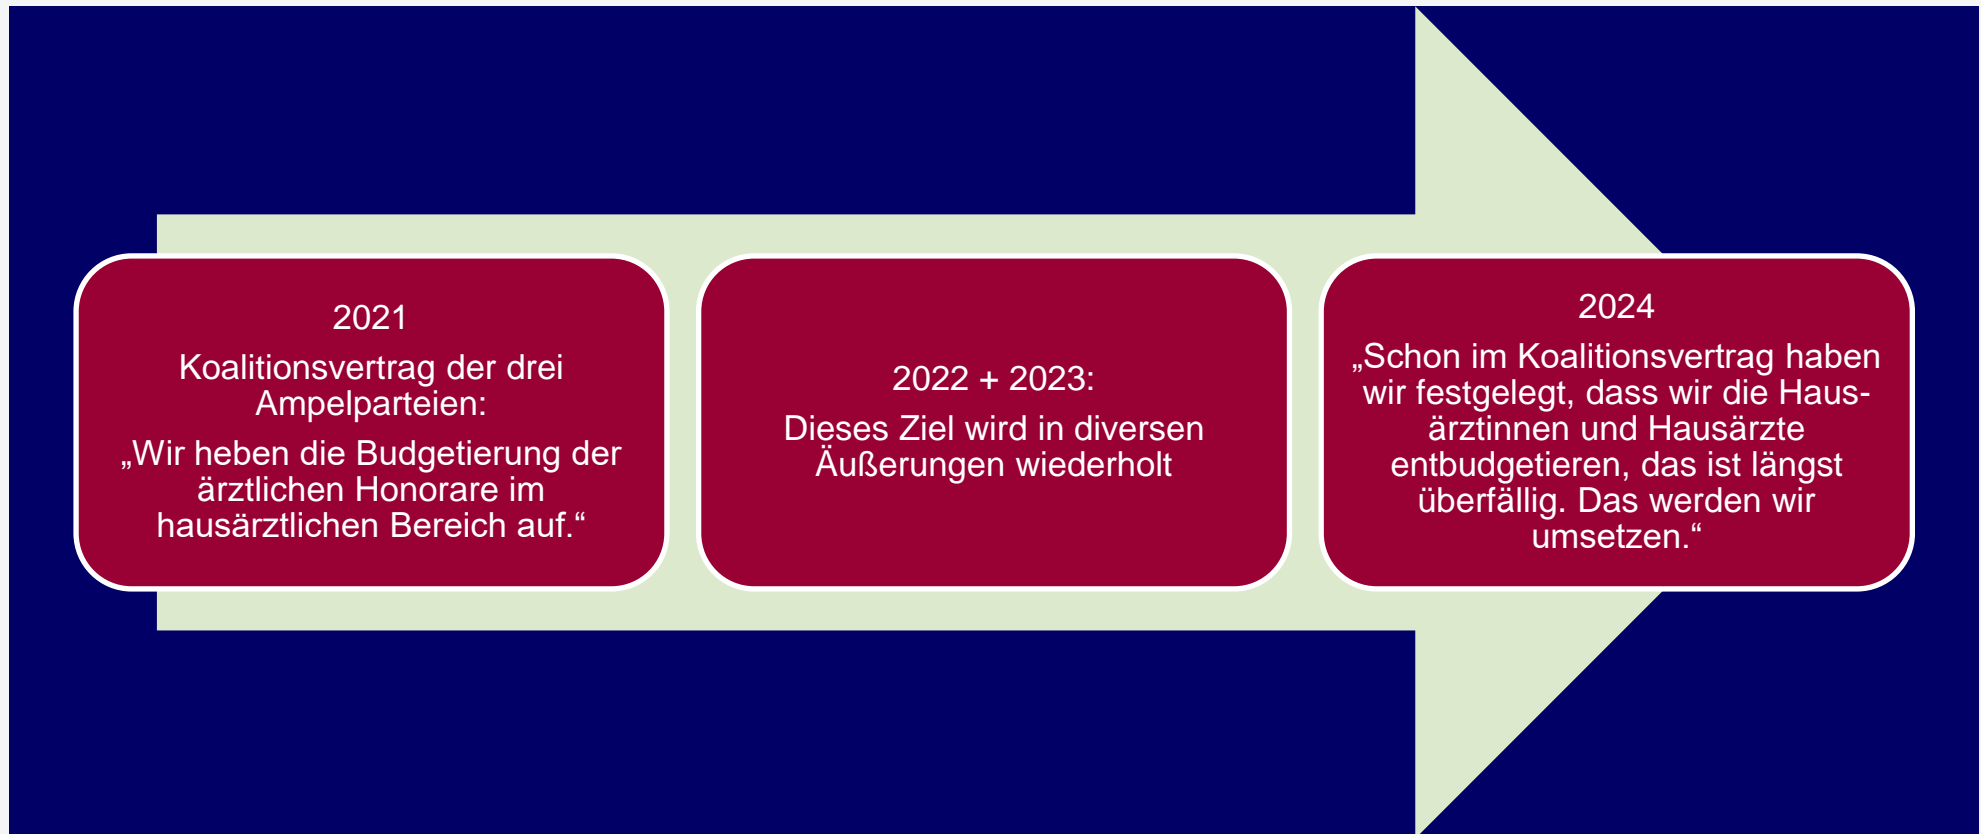 2021
Koalitionsvertrag der drei
Ampelparteien:
„Wir heben die Budgetierung der
ärztlichen Honorare im
hausärztlichen Bereich auf.“
2022 + 2023:
Dieses Ziel wird in diversen
Äußerungen wiederholt
2024
„Schon im Koalitionsvertrag haben
wir festgelegt, dass wir die Haus-
ärztinnen und Hausärzte
entbudgetieren, das ist längst
überfällig. Das werden wir
umsetzen.“